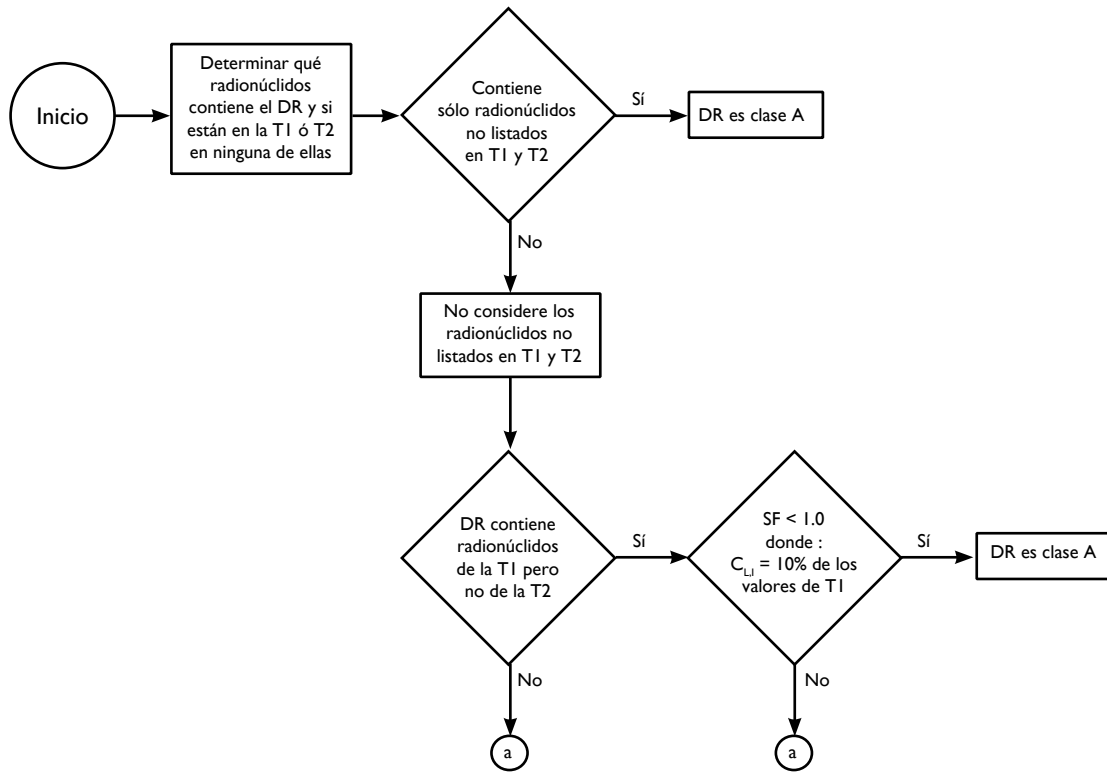 Inicio
Determinar qué
radionúclidos
contiene el DR y si
están en la T1 ó T2
en ninguna de ellas
Contiene
sólo radionúclidos
no listados
en T1 y T2
Sí
DR es clase A
No
No considere los
radionúclidos no
listados en T1 y T2
DR contiene
radionúclidos
de la T1 pero
no de la T2
Sí
SF < 1.0
donde :
C_{L,I} = 10% de los
valores de T1
Sí
DR es clase A
No
No
a
a